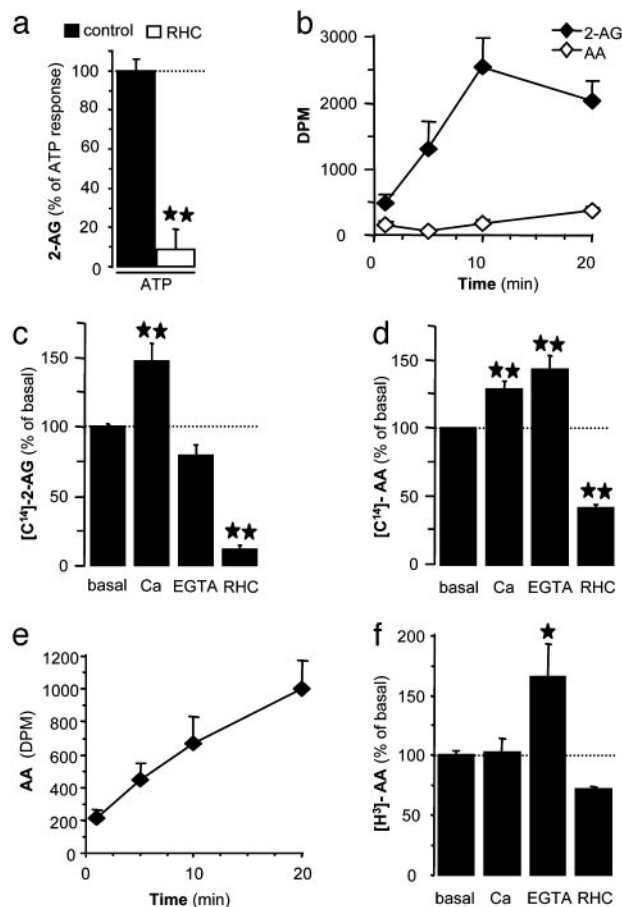 a
■ control □ RHC
2-AG (% of ATP response)
100
80
60
40
20
0
★★
ATP
b
2-AG
AA
DPM
3000
2000
1000
0
0
10
20
Time (min)
c
[C¹⁴]-2-AG (% of basal)
150
100
50
0
★★
★★
basal Ca EGTA RHC
d
[C¹⁴]- AA (% of basal)
150
100
50
0
★★
★★
★★
basal Ca EGTA RHC
e
AA (DPM)
1200
1000
800
600
400
200
0
0
10
20
Time (min)
f
[H³]- AA (% of basal)
200
150
100
50
0
★
basal Ca EGTA RHC